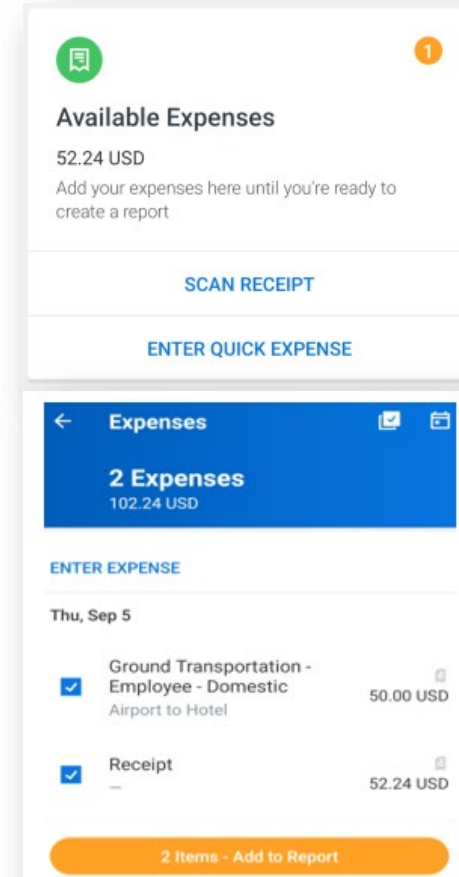 1
Available Expenses
52.24 USD
Add your expenses here until you're ready to
create a report
SCAN RECEIPT
ENTER QUICK EXPENSE
Expenses
2 Expenses
102.24 USD
ENTER EXPENSE
Thu, Sep 5
Ground Transportation -
Employee - Domestic
Airport to Hotel
50.00 USD
Receipt
—
52.24 USD
2 Items - Add to Report